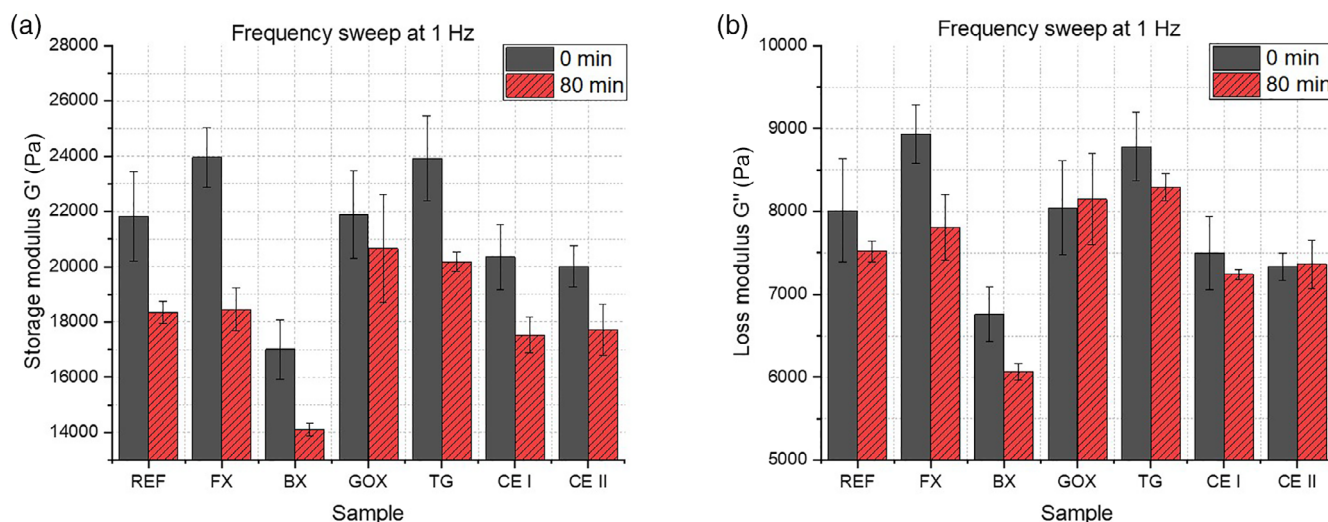 (a)
Frequency sweep at 1 Hz
0 min
80 min
Storage modulus G' (Pa)
28000
26000
24000
22000
20000
18000
16000
14000
REF FX BX GOX TG CE I CE II
Sample
(b)
Frequency sweep at 1 Hz
0 min
80 min
Loss modulus G'' (Pa)
10000
9000
8000
7000
6000
5000
REF FX BX GOX TG CE I CE II
Sample